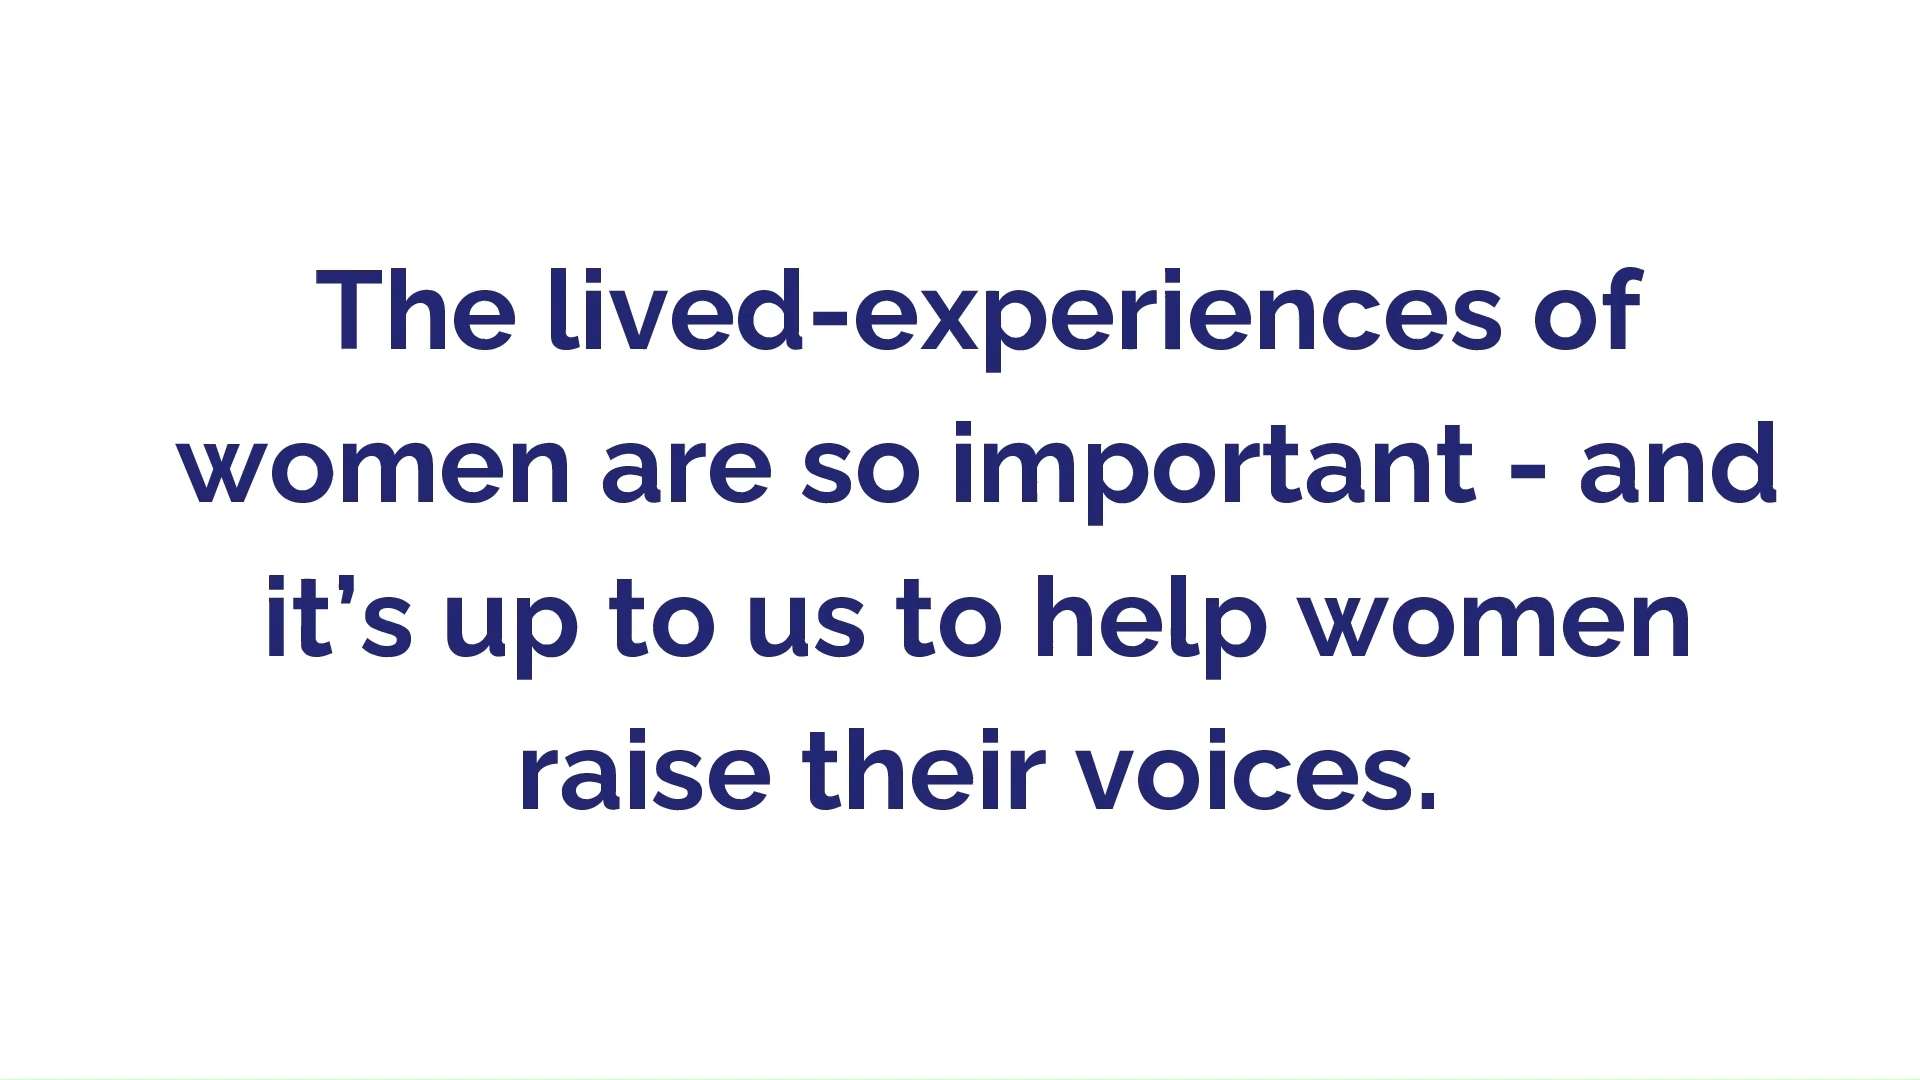 The lived-experiences of
women are so important - and
it’s up to us to help women
raise their voices.